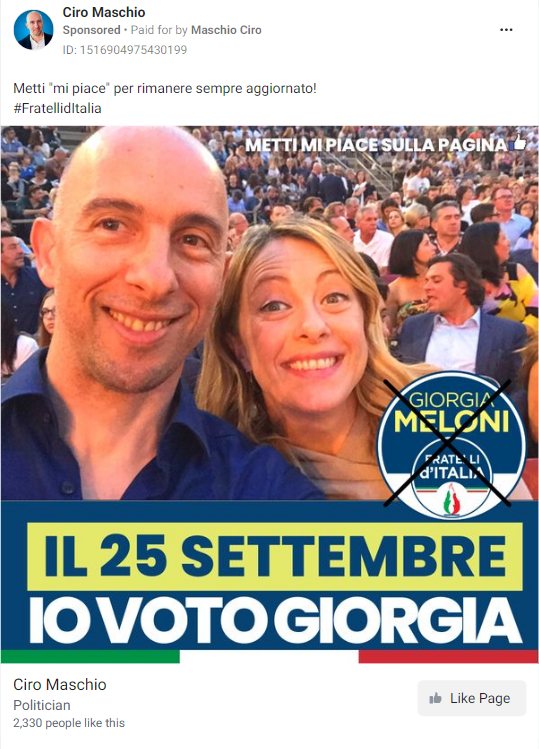 Ciro Maschio
Sponsored • Paid for by Maschio Ciro
ID: 1516904975430199
Metti "mi piace" per rimanere sempre aggiornato!
#FratellidItalia
METTI MI PIACE SULLA PAGINA
GIORGIA
MELONI
FRATELLI
d'ITALIA
IL 25 SETTEMBRE
IO VOTO GIORGIA
Ciro Maschio
Politician
2,330 people like this
Like Page